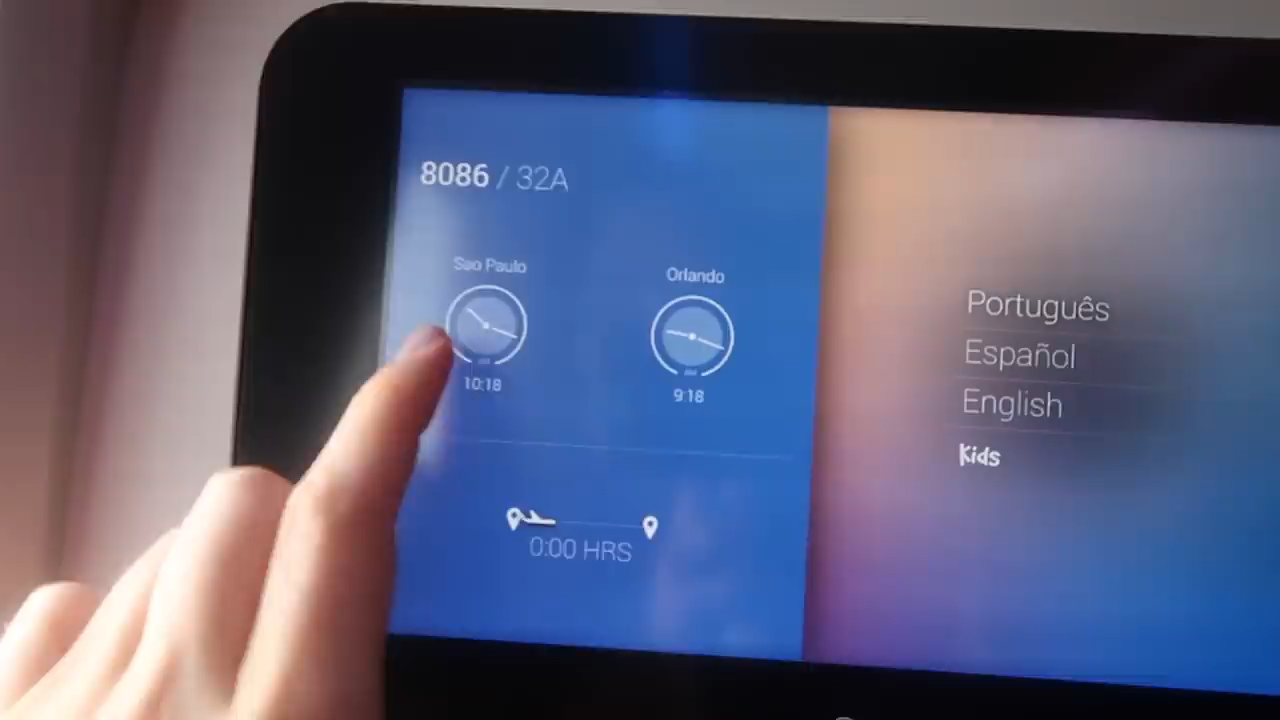 8086 / 32A
Sao Paulo
10:18
Orlando
9:18
0:00 HRS
Português
Español
English
Kids